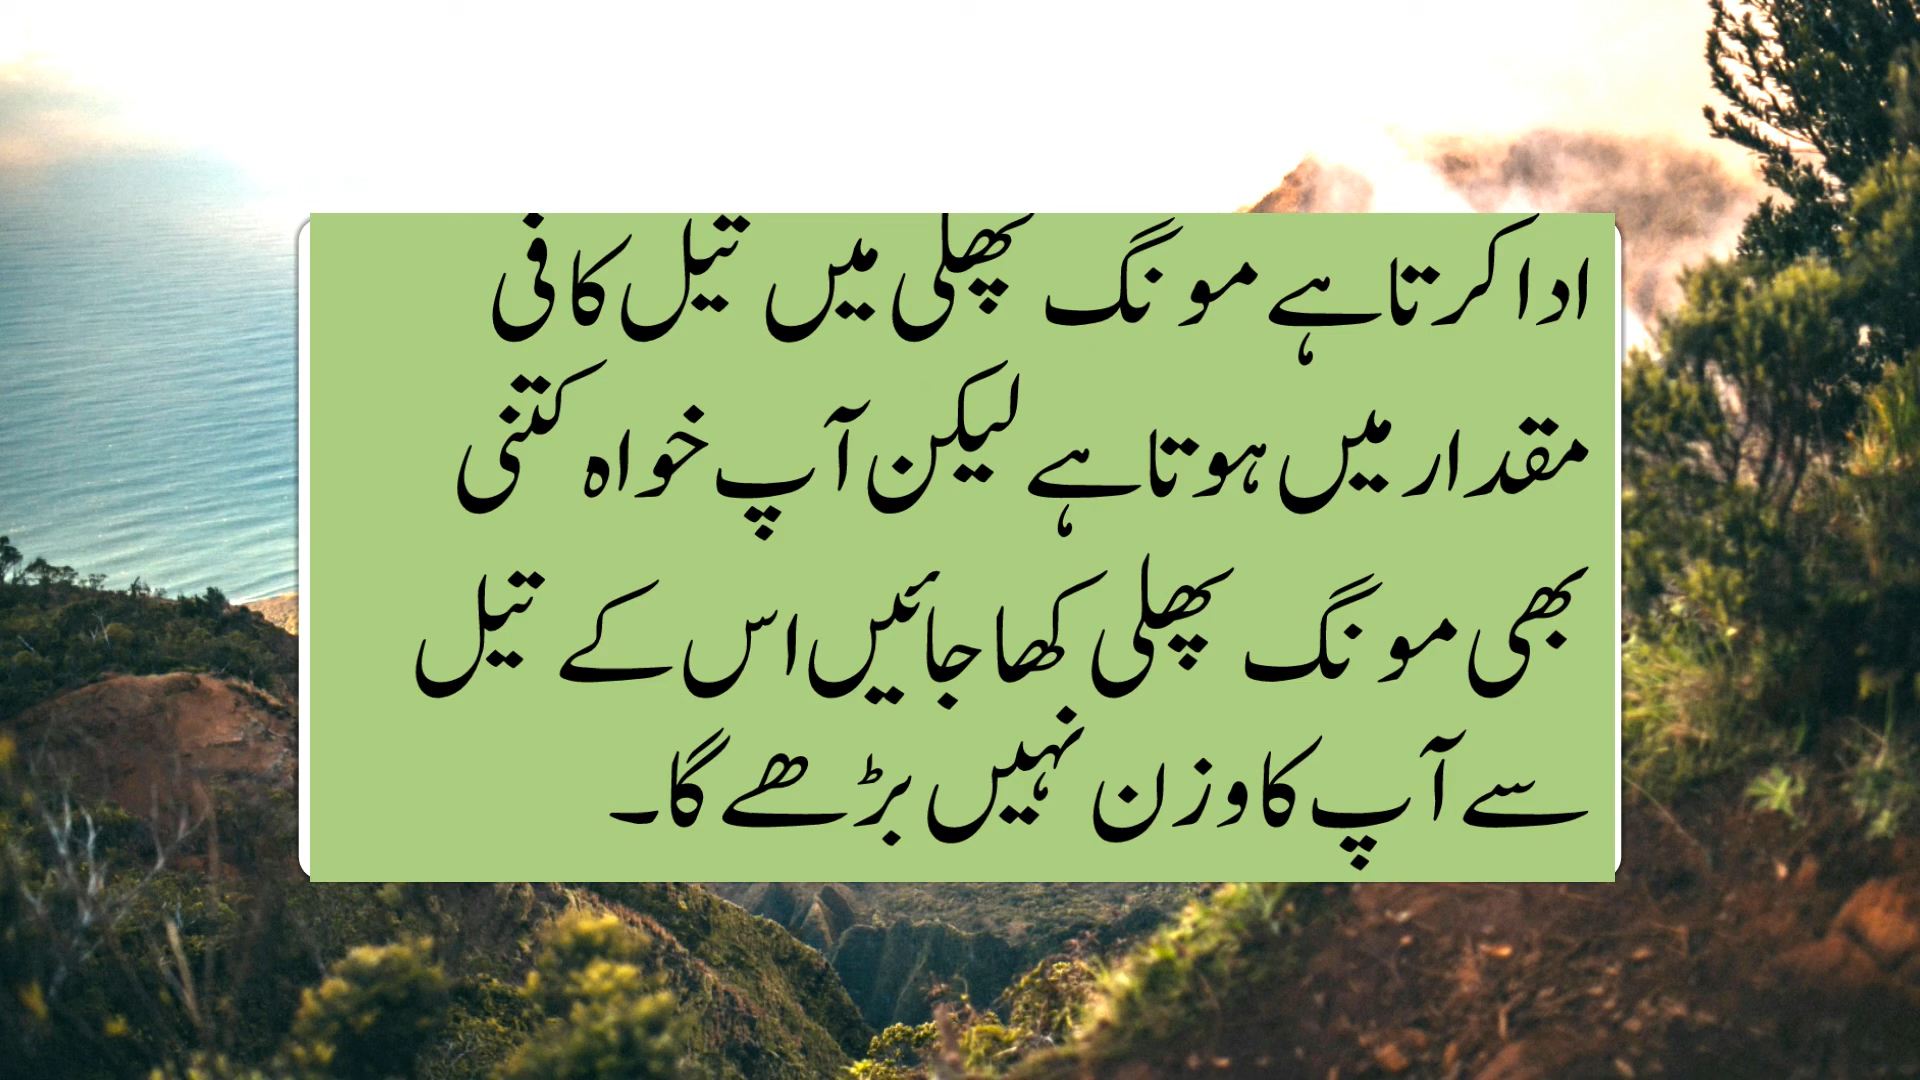 ادا کرتا ہے مونگ پھلی میں تیل کافی
مقدار میں ہوتا ہے لیکن آپ خواہ کتنی
بھی مونگ پھلی کھا جائیں اس کے تیل
سے آپ کا وزن نہیں بڑھے گا۔